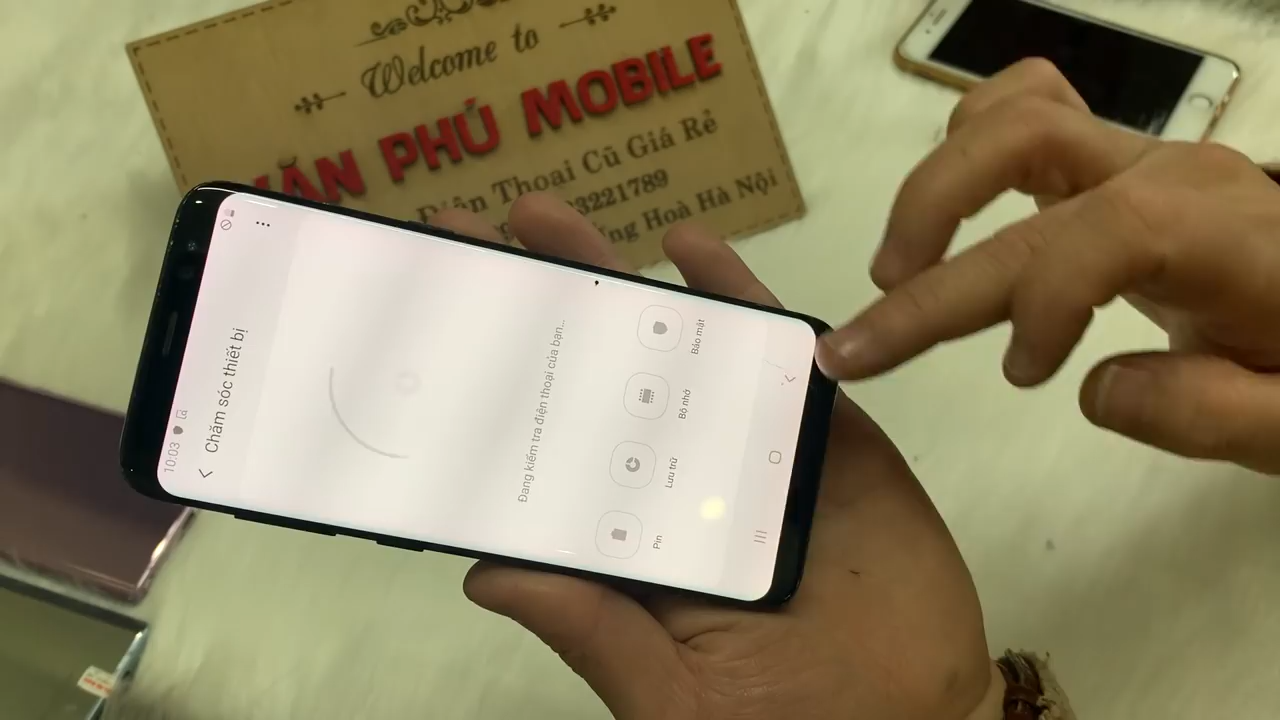 Welcome to
VĂN PHÚ MOBILE
Điện Thoại Cũ Giá Rẻ
3221789
Hoà Hà Nội
10:03
Chăm sóc thiết bị
Đang kiểm tra điện thoại của bạn...
Pin
Lưu trữ
Bộ nhớ
Bảo mật